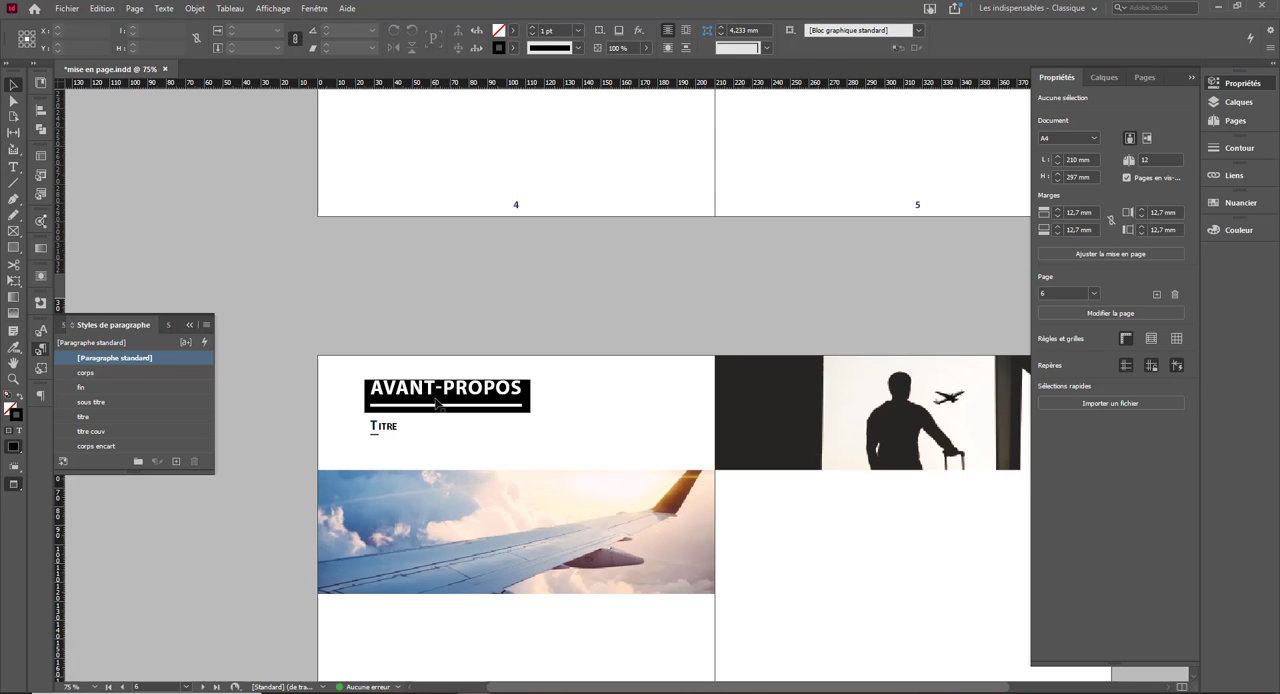 Fichier Edition Page Texte Objet Tableau Affichage Fenêtre Aide
Les indispensables - Classique
Adobe Stock
X :
Y :
L :
H :
1 pt
100 %
4,233 mm
[Bloc graphique standard]
*mise en page.indd @ 75%
Propriétés Calques Pages
Aucune sélection
Document
A4
L : 210 mm 12
H : 297 mm Pages en vis-...
Marges
12,7 mm 12,7 mm
12,7 mm 12,7 mm
Ajuster la mise en page
Page
6
Modifier la page
Règles et grilles
Repères
Sélections rapides
Importer un fichier
Propriétés
Calques
Pages
Contour
Liens
Nuancier
Couleur
4 5
S Styles de paragraphe S
[Paragraphe standard] [a+]
[Paragraphe standard]
corps
fin
sous titre
titre
titre couv
corps encart
AVANT-PROPOS
TITRE
75 % 6 [Standard] (de tra... Aucune erreur